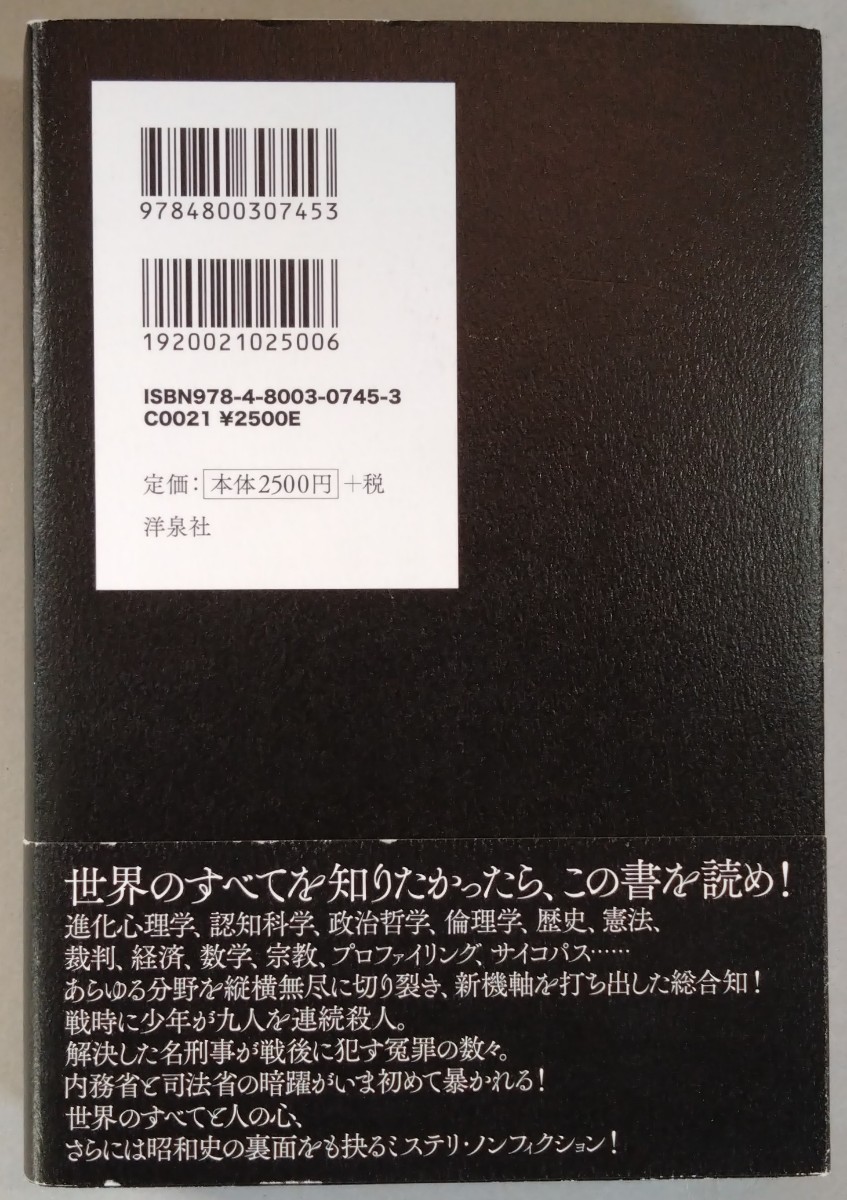 9784800307453
1920021025006
ISBN978-4-8003-0745-3
C0021 ¥2500E
定価：本体2500円＋税
洋泉社
世界のすべてを知りたかったら、この書を読め！
進化心理学、認知科学、政治哲学、倫理学、歴史、憲法、
裁判、経済、数学、宗教、プロファイリング、サイコパス……
あらゆる分野を縦横無尽に切り裂き、新機軸を打ち出した総合知！
戦時に少年が九人を連続殺人。
解決した名刑事が戦後に犯す冤罪の数々。
内務省と司法省の暗躍がいま初めて暴かれる！
世界のすべてと人の心、
さらには昭和史の裏面をも抉るミステリ・ノンフィクション！